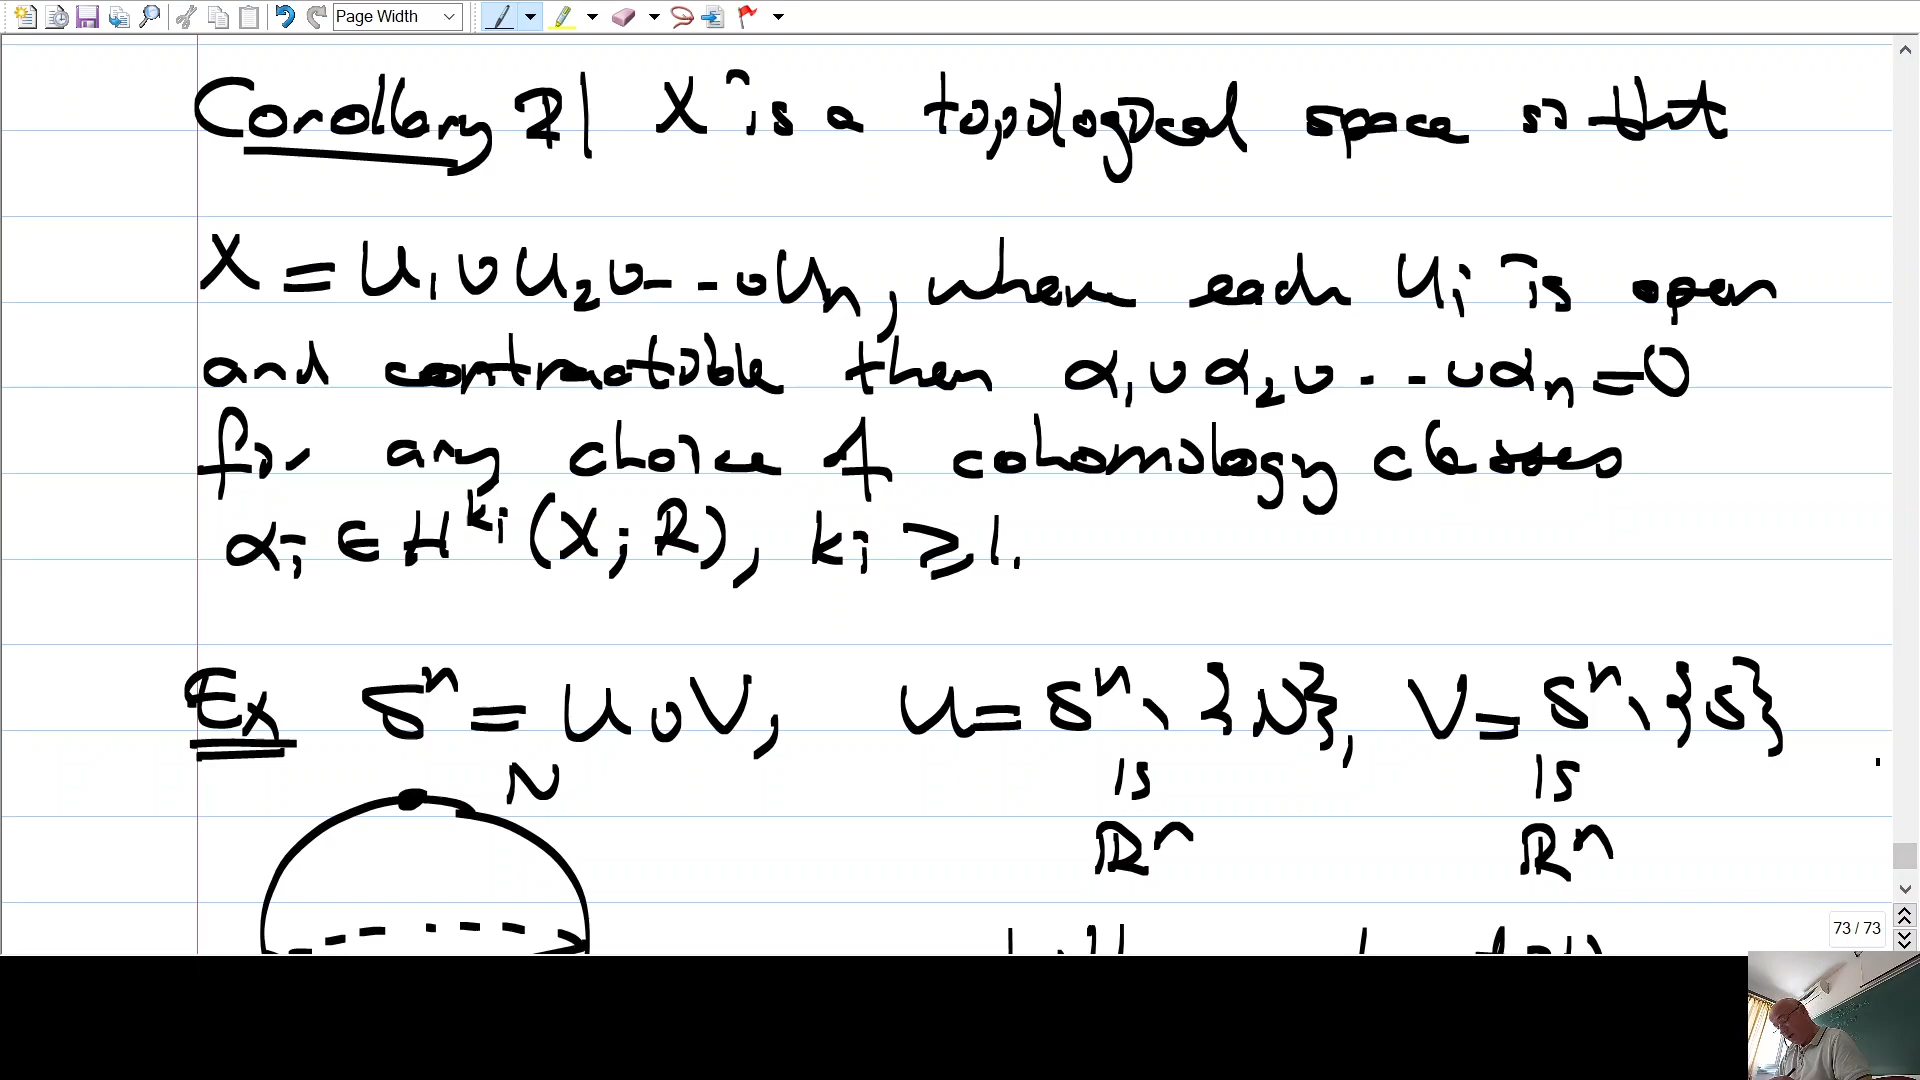 Page Width
Corollary 2| X is a topological space so that
X = U₁ ∪ U₂ ∪ - - ∪ Uₙ, where each Uᵢ is open
and contractible then α₁ ∪ α₂ ∪ - - ∪ αₙ = 0
for any choice of cohomology classes
αᵢ ∈ H^{kᵢ}(X; R), kᵢ ≥ 1.
Ex Sⁿ = U ∪ V, U = Sⁿ \ {N}, V = Sⁿ \ {S}
N ≅ ≅
ℝⁿ ℝⁿ
73 / 73